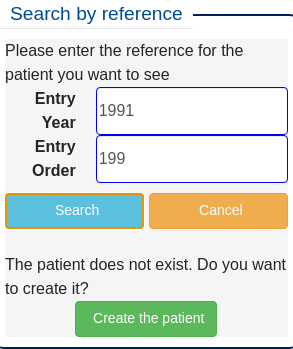 Search by reference
Please enter the reference for the
patient you want to see
Entry Year 1991
Entry Order 199
Search Cancel
The patient does not exist. Do you want
to create it?
Create the patient